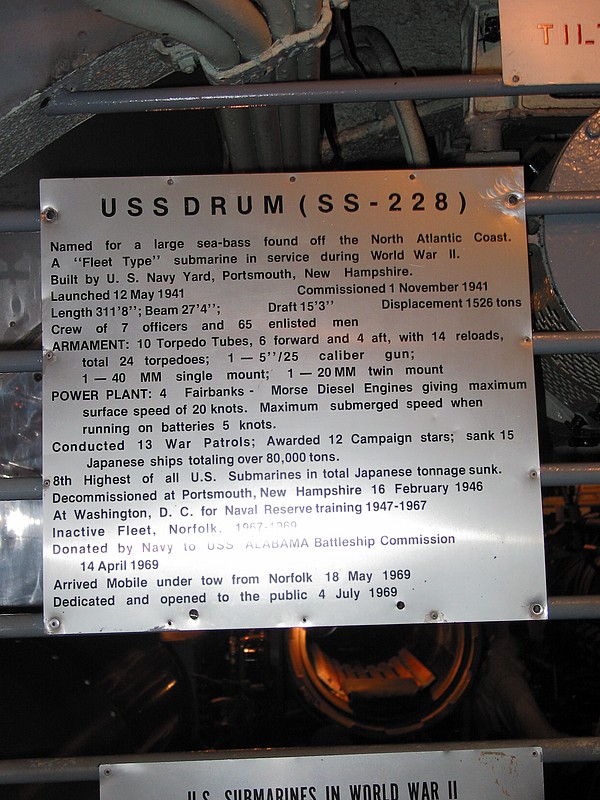 TIL
USS DRUM (SS-228)
Named for a large sea-bass found off the North Atlantic Coast.
A "Fleet Type" submarine in service during World War II.
Built by U. S. Navy Yard, Portsmouth, New Hampshire.
Launched 12 May 1941 Commissioned 1 November 1941
Length 311'8''; Beam 27'4''; Draft 15'3'' Displacement 1526 tons
Crew of 7 officers and 65 enlisted men
ARMAMENT: 10 Torpedo Tubes, 6 forward and 4 aft, with 14 reloads,
total 24 torpedoes; 1 — 5''/25 caliber gun;
1 — 40 MM single mount; 1 — 20 MM twin mount
POWER PLANT: 4 Fairbanks - Morse Diesel Engines giving maximum
surface speed of 20 knots. Maximum submerged speed when
running on batteries 5 knots.
Conducted 13 War Patrols; Awarded 12 Campaign stars; sank 15
Japanese ships totaling over 80,000 tons.
8th Highest of all U.S. Submarines in total Japanese tonnage sunk.
Decommissioned at Portsmouth, New Hampshire 16 February 1946
At Washington, D. C. for Naval Reserve training 1947-1967
Inactive Fleet, Norfolk. 1967-1969
Donated by Navy to USS ALABAMA Battleship Commission
14 April 1969
Arrived Mobile under tow from Norfolk 18 May 1969
Dedicated and opened to the public 4 July 1969
U.S. SUBMARINES IN WORLD WAR II